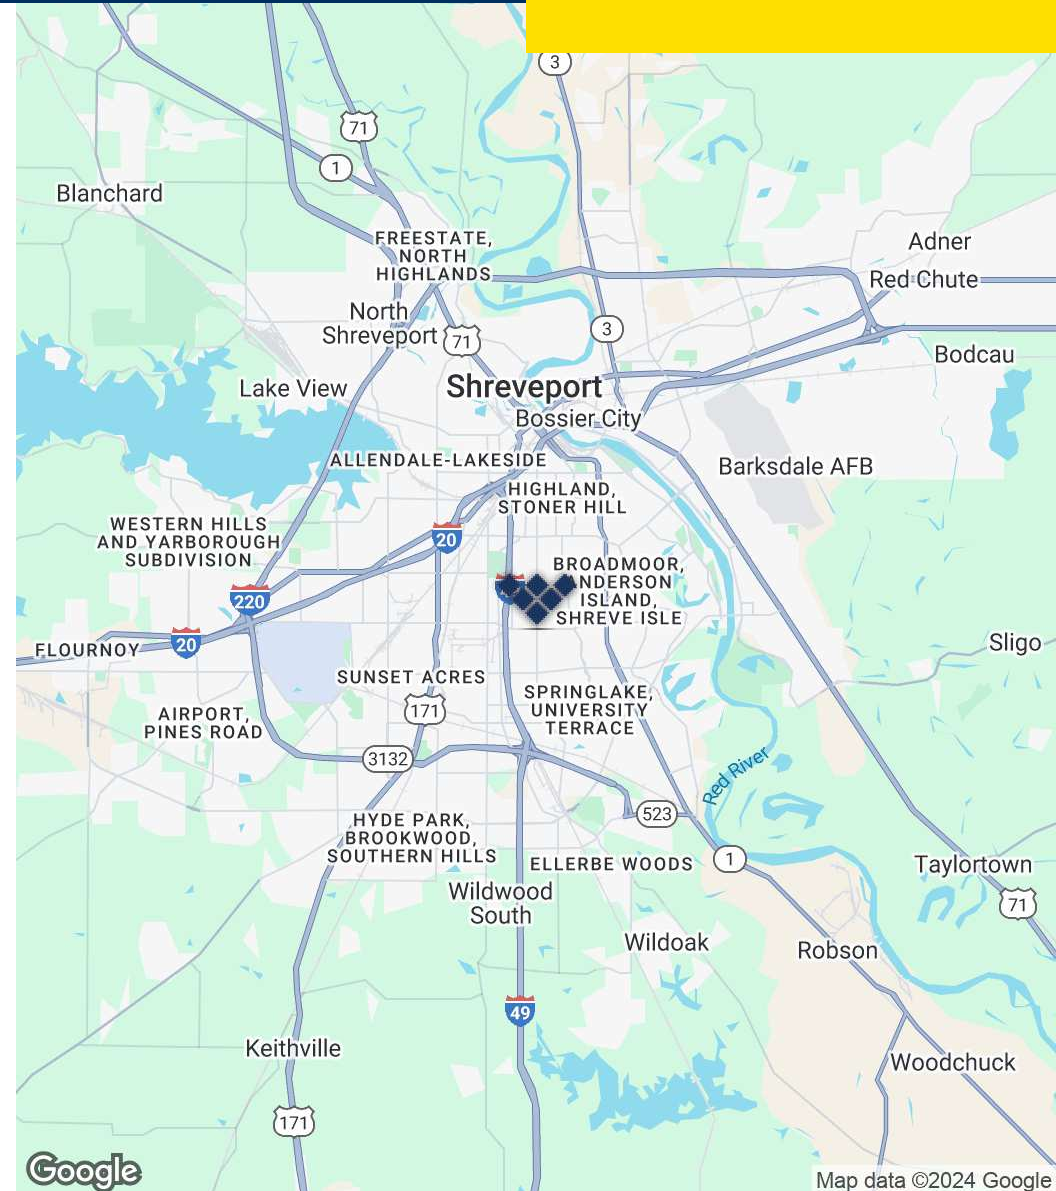 3
71
1
Blanchard
FREESTATE,
NORTH
HIGHLANDS
Adner
Red Chute
North
Shreveport
71
3
Bodcau
Lake View
Shreveport
Bossier City
ALLENDALE-LAKESIDE
Barksdale AFB
HIGHLAND,
STONER HILL
WESTERN HILLS
AND YARBOROUGH
SUBDIVISION
20
BROADMOOR,
ANDERSON
ISLAND,
SHREVE ISLE
220
20
FLOURNOY
Sligo
SUNSET ACRES
171
SPRINGLAKE,
UNIVERSITY
TERRACE
AIRPORT,
PINES ROAD
3132
Red River
523
HYDE PARK,
BROOKWOOD,
SOUTHERN HILLS
ELLERBE WOODS
1
Taylortown
71
Wildwood
South
Wildoak
Robson
49
Keithville
Woodchuck
171
Google
Map data ©2024 Google